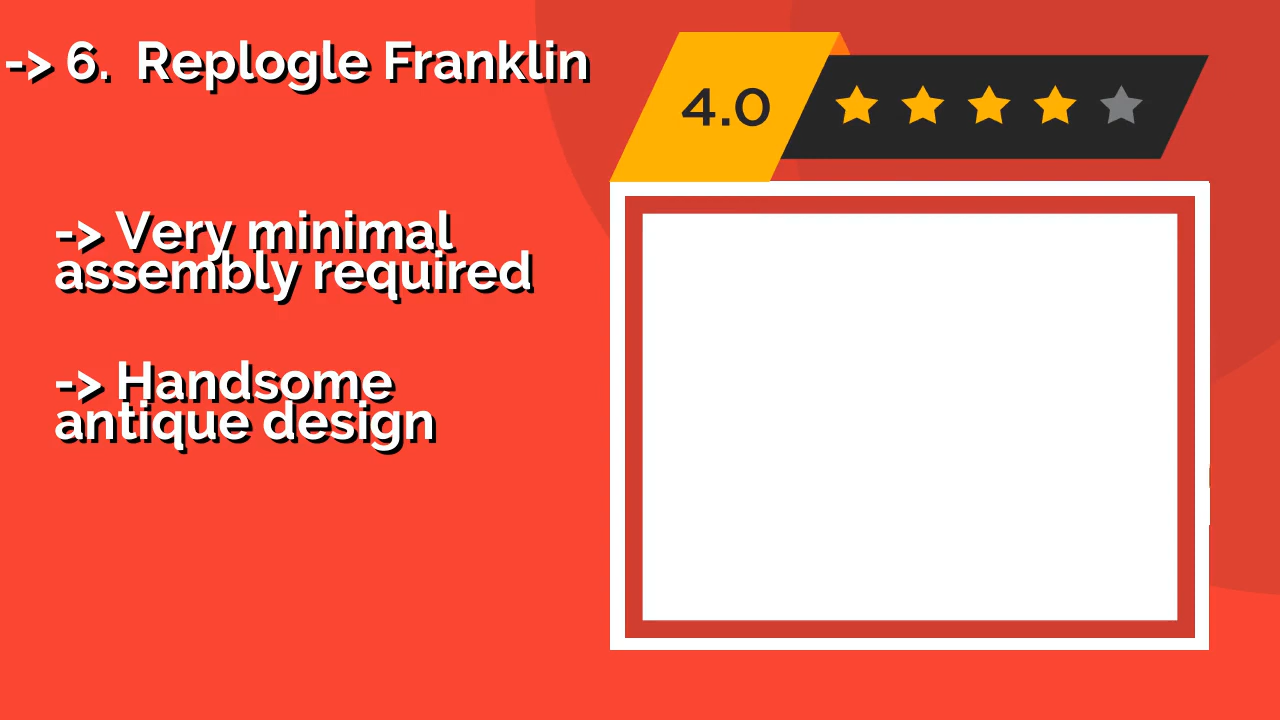 -> 6.  Replogle Franklin
4.0
-> Very minimal
assembly required
-> Handsome
antique design